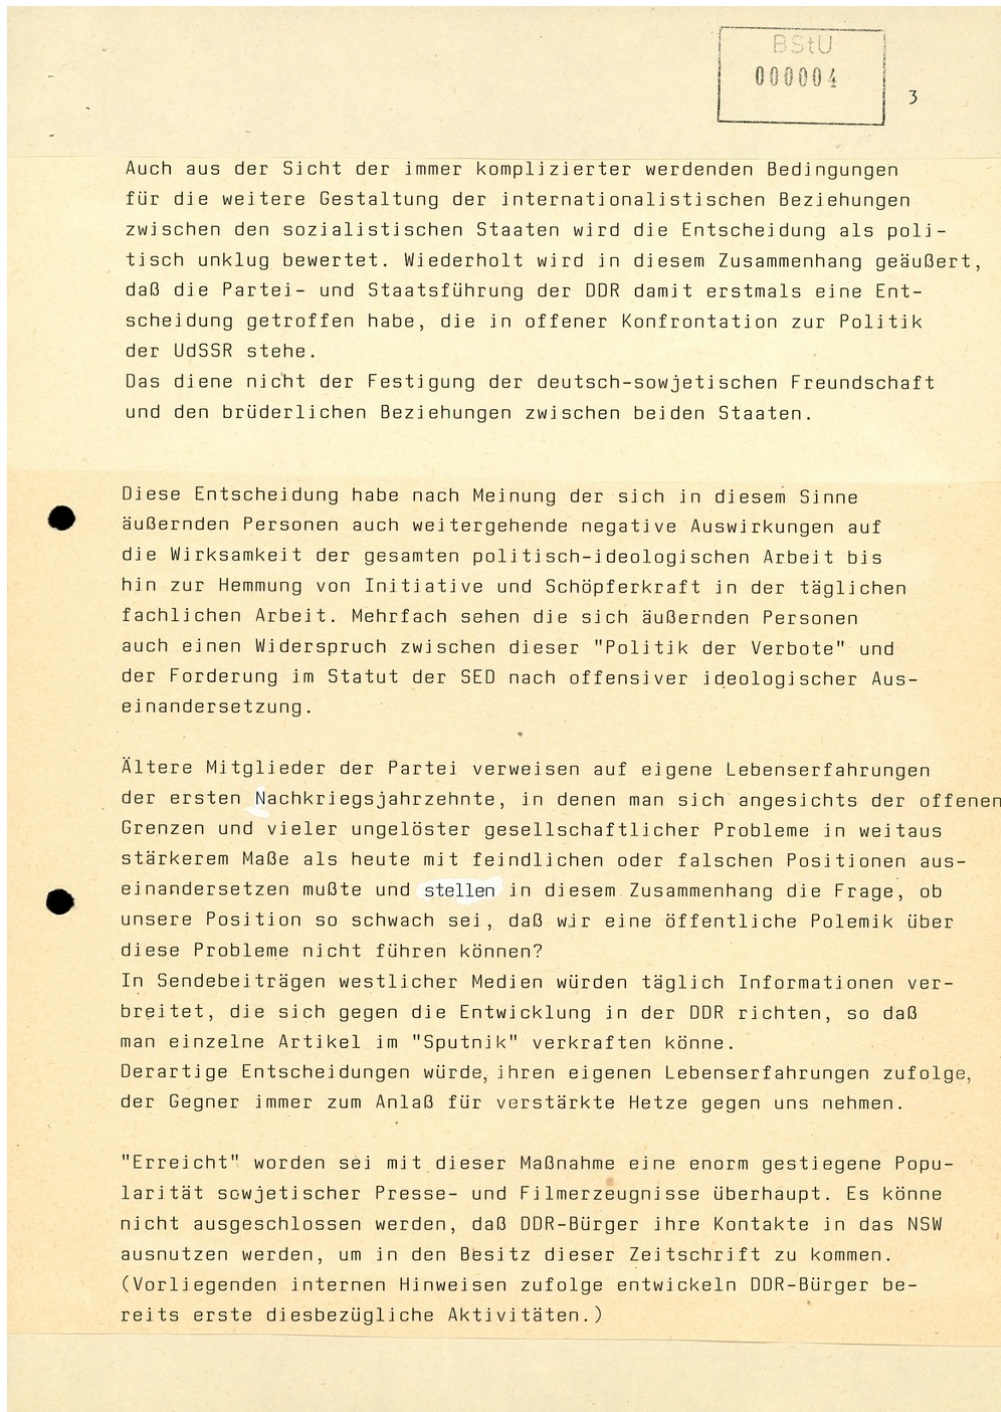 BStU
000004
3
Auch aus der Sicht der immer komplizierter werdenden Bedingungen
für die weitere Gestaltung der internationalistischen Beziehungen
zwischen den sozialistischen Staaten wird die Entscheidung als poli-
tisch unklug bewertet. Wiederholt wird in diesem Zusammenhang geäußert,
daß die Partei- und Staatsführung der DDR damit erstmals eine Ent-
scheidung getroffen habe, die in offener Konfrontation zur Politik
der UdSSR stehe.
Das diene nicht der Festigung der deutsch-sowjetischen Freundschaft
und den brüderlichen Beziehungen zwischen beiden Staaten.
Diese Entscheidung habe nach Meinung der sich in diesem Sinne
äußernden Personen auch weitergehende negative Auswirkungen auf
die Wirksamkeit der gesamten politisch-ideologischen Arbeit bis
hin zur Hemmung von Initiative und Schöpferkraft in der täglichen
fachlichen Arbeit. Mehrfach sehen die sich äußernden Personen
auch einen Widerspruch zwischen dieser "Politik der Verbote" und
der Forderung im Statut der SED nach offensiver ideologischer Aus-
einandersetzung.
Ältere Mitglieder der Partei verweisen auf eigene Lebenserfahrungen
der ersten Nachkriegsjahrzehnte, in denen man sich angesichts der offenen
Grenzen und vieler ungelöster gesellschaftlicher Probleme in weitaus
stärkerem Maße als heute mit feindlichen oder falschen Positionen aus-
einandersetzen mußte und stellen in diesem Zusammenhang die Frage, ob
unsere Position so schwach sei, daß wir eine öffentliche Polemik über
diese Probleme nicht führen können?
In Sendebeiträgen westlicher Medien würden täglich Informationen ver-
breitet, die sich gegen die Entwicklung in der DDR richten, so daß
man einzelne Artikel im "Sputnik" verkraften könne.
Derartige Entscheidungen würde, ihren eigenen Lebenserfahrungen zufolge,
der Gegner immer zum Anlaß für verstärkte Hetze gegen uns nehmen.
"Erreicht" worden sei mit dieser Maßnahme eine enorm gestiegene Popu-
larität sowjetischer Presse- und Filmerzeugnisse überhaupt. Es könne
nicht ausgeschlossen werden, daß DDR-Bürger ihre Kontakte in das NSW
ausnutzen werden, um in den Besitz dieser Zeitschrift zu kommen.
(Vorliegenden internen Hinweisen zufolge entwickeln DDR-Bürger be-
reits erste diesbezügliche Aktivitäten.)